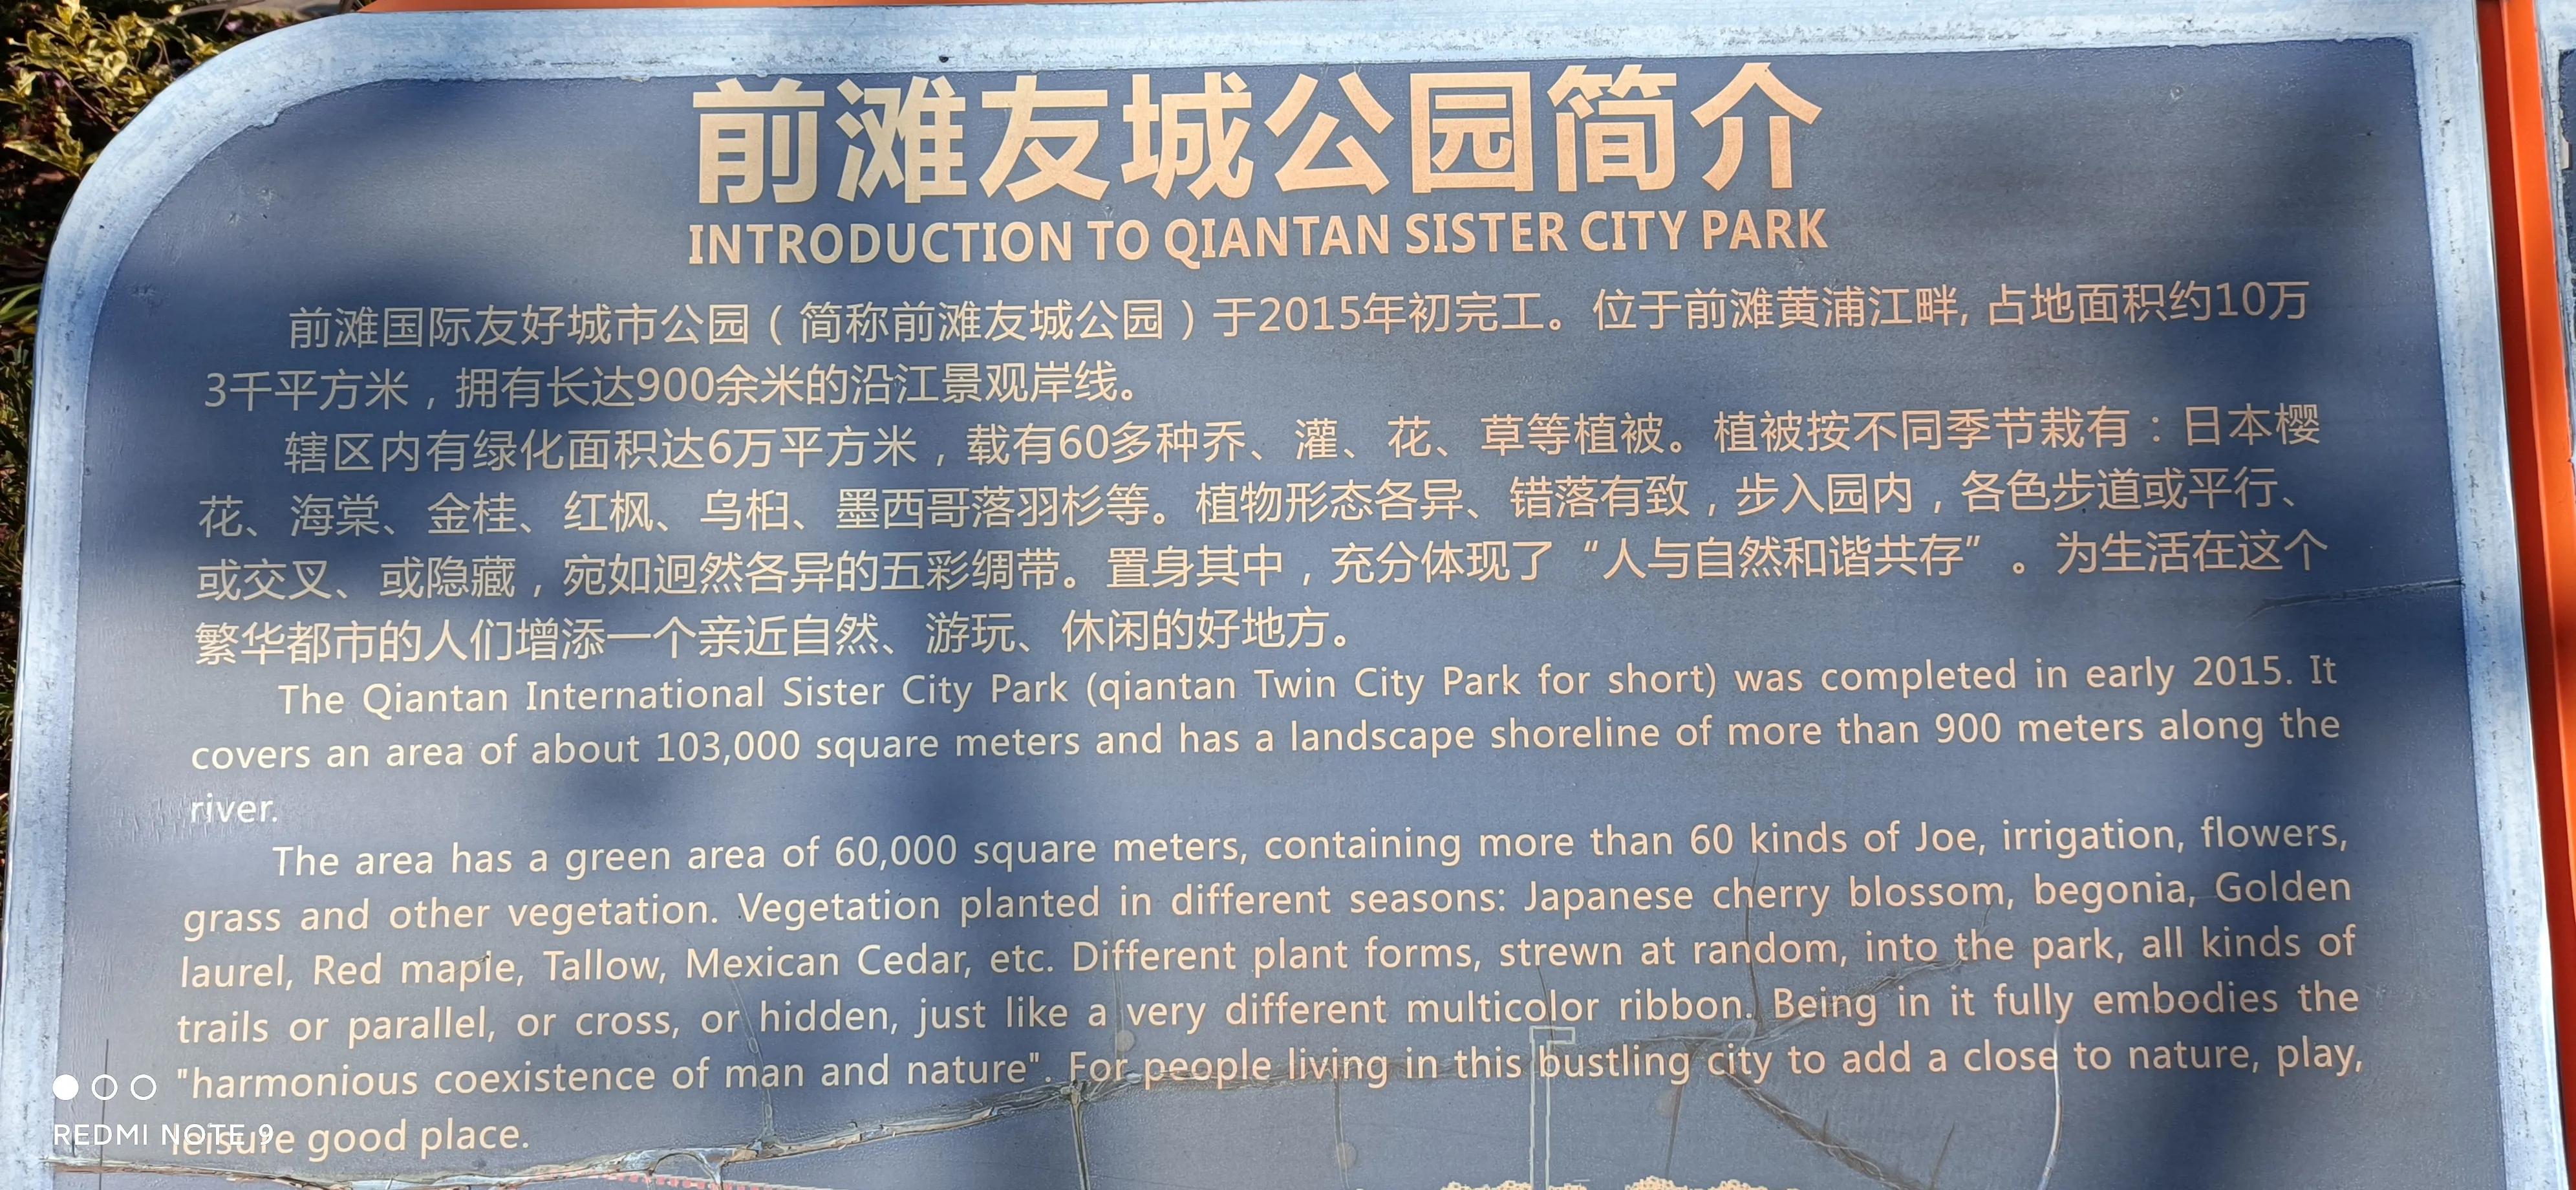 前滩友城公园简介
INTRODUCTION TO QIANTAN SISTER CITY PARK
前滩国际友好城市公园（简称前滩友城公园）于2015年初完工。位于前滩黄浦江畔, 占地面积约10万
3千平方米，拥有长达900余米的沿江景观岸线。
辖区内有绿化面积达6万平方米，载有60多种乔、灌、花、草等植被。植被按不同季节栽有：日本樱
花、海棠、金桂、红枫、乌桕、墨西哥落羽杉等。植物形态各异、错落有致，步入园内，各色步道或平行、
或交叉、或隐藏，宛如迥然各异的五彩绸带。置身其中，充分体现了“人与自然和谐共存”。为生活在这个
繁华都市的人们增添一个亲近自然、游玩、休闲的好地方。
The Qiantan International Sister City Park (qiantan Twin City Park for short) was completed in early 2015. It
covers an area of about 103,000 square meters and has a landscape shoreline of more than 900 meters along the
river.
The area has a green area of 60,000 square meters, containing more than 60 kinds of Joe, irrigation, flowers,
grass and other vegetation. Vegetation planted in different seasons: Japanese cherry blossom, begonia, Golden
laurel, Red maple, Tallow, Mexican Cedar, etc. Different plant forms, strewn at random, into the park, all kinds of
trails or parallel, or cross, or hidden, just like a very different multicolor ribbon. Being in it fully embodies the
"harmonious coexistence of man and nature". For people living in this bustling city to add a close to nature, play,
leisure good place.
REDMI NOTE 9